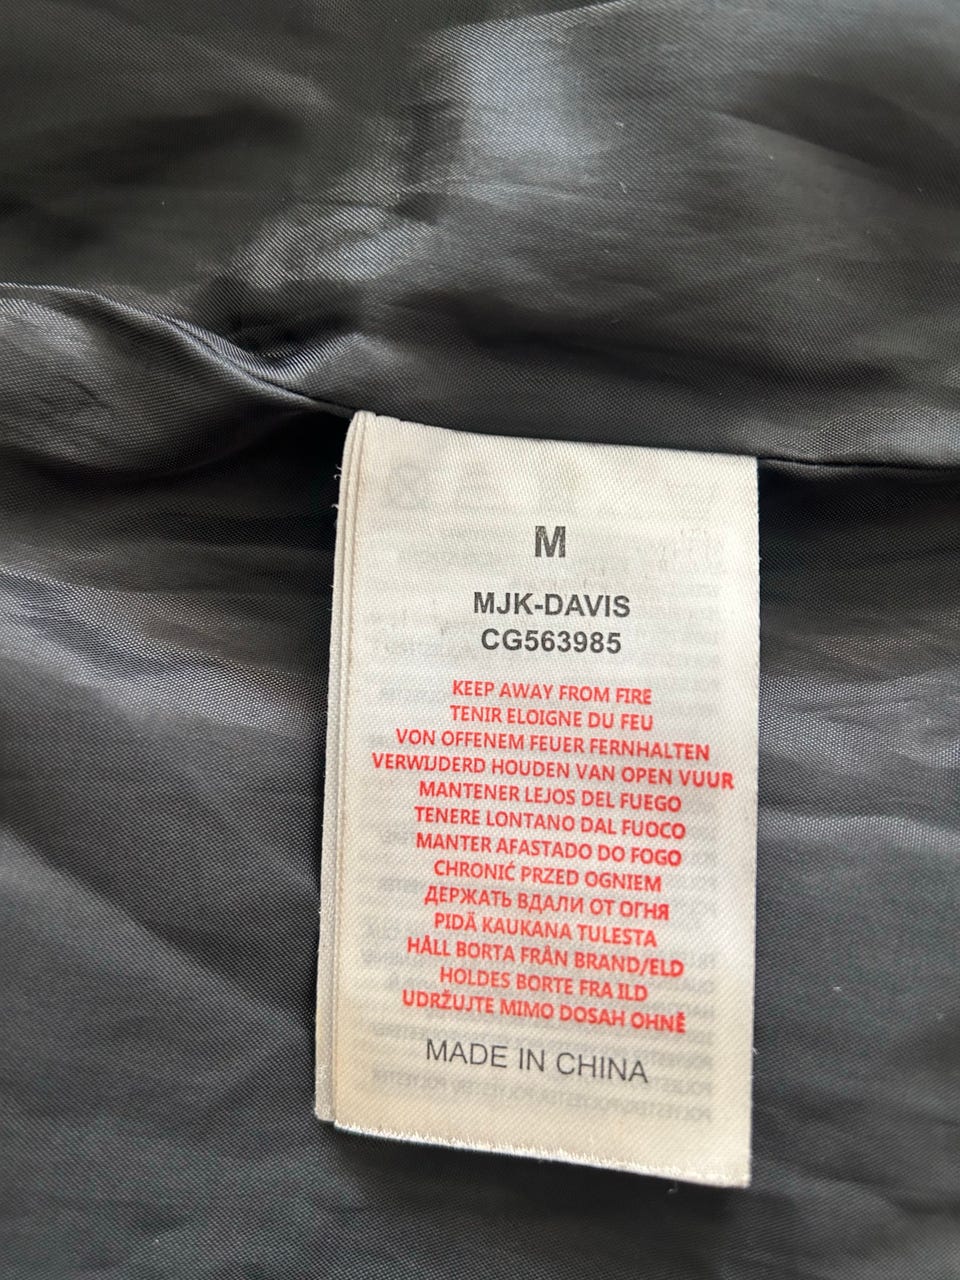 M
MJK-DAVIS
CG563985
KEEP AWAY FROM FIRE
TENIR ELOIGNE DU FEU
VON OFFENEM FEUER FERNHALTEN
VERWIJDERD HOUDEN VAN OPEN VUUR
MANTENER LEJOS DEL FUEGO
TENERE LONTANO DAL FUOCO
MANTER AFASTADO DO FOGO
CHRONIĆ PRZED OGNIEM
ДЕРЖАТЬ ВДАЛИ ОТ ОГНЯ
PIDÄ KAUKANA TULESTA
HÅLL BORTA FRÅN BRAND/ELD
HOLDES BORTE FRA ILD
UDRŽUJTE MIMO DOSAH OHNĚ
MADE IN CHINA